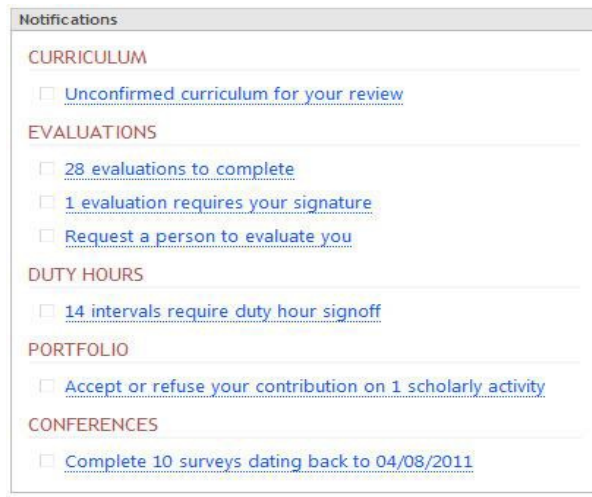 Notifications
CURRICULUM
Unconfirmed curriculum for your review
EVALUATIONS
28 evaluations to complete
1 evaluation requires your signature
Request a person to evaluate you
DUTY HOURS
14 intervals require duty hour signoff
PORTFOLIO
Accept or refuse your contribution on 1 scholarly activity
CONFERENCES
Complete 10 surveys dating back to 04/08/2011